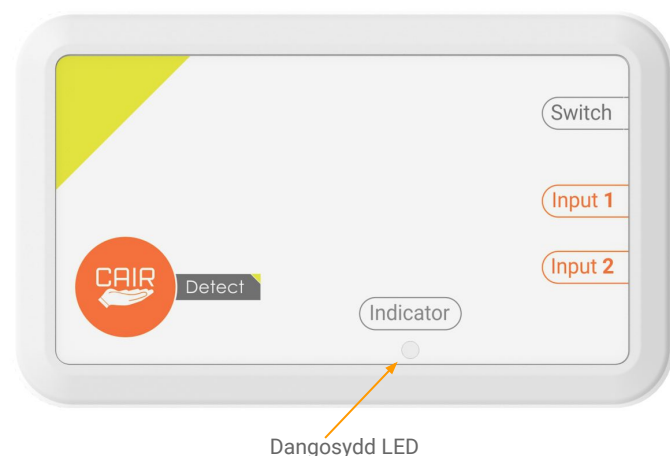 Switch
Input 1
Input 2
CAIR
Detect
Indicator
Dangosydd LED